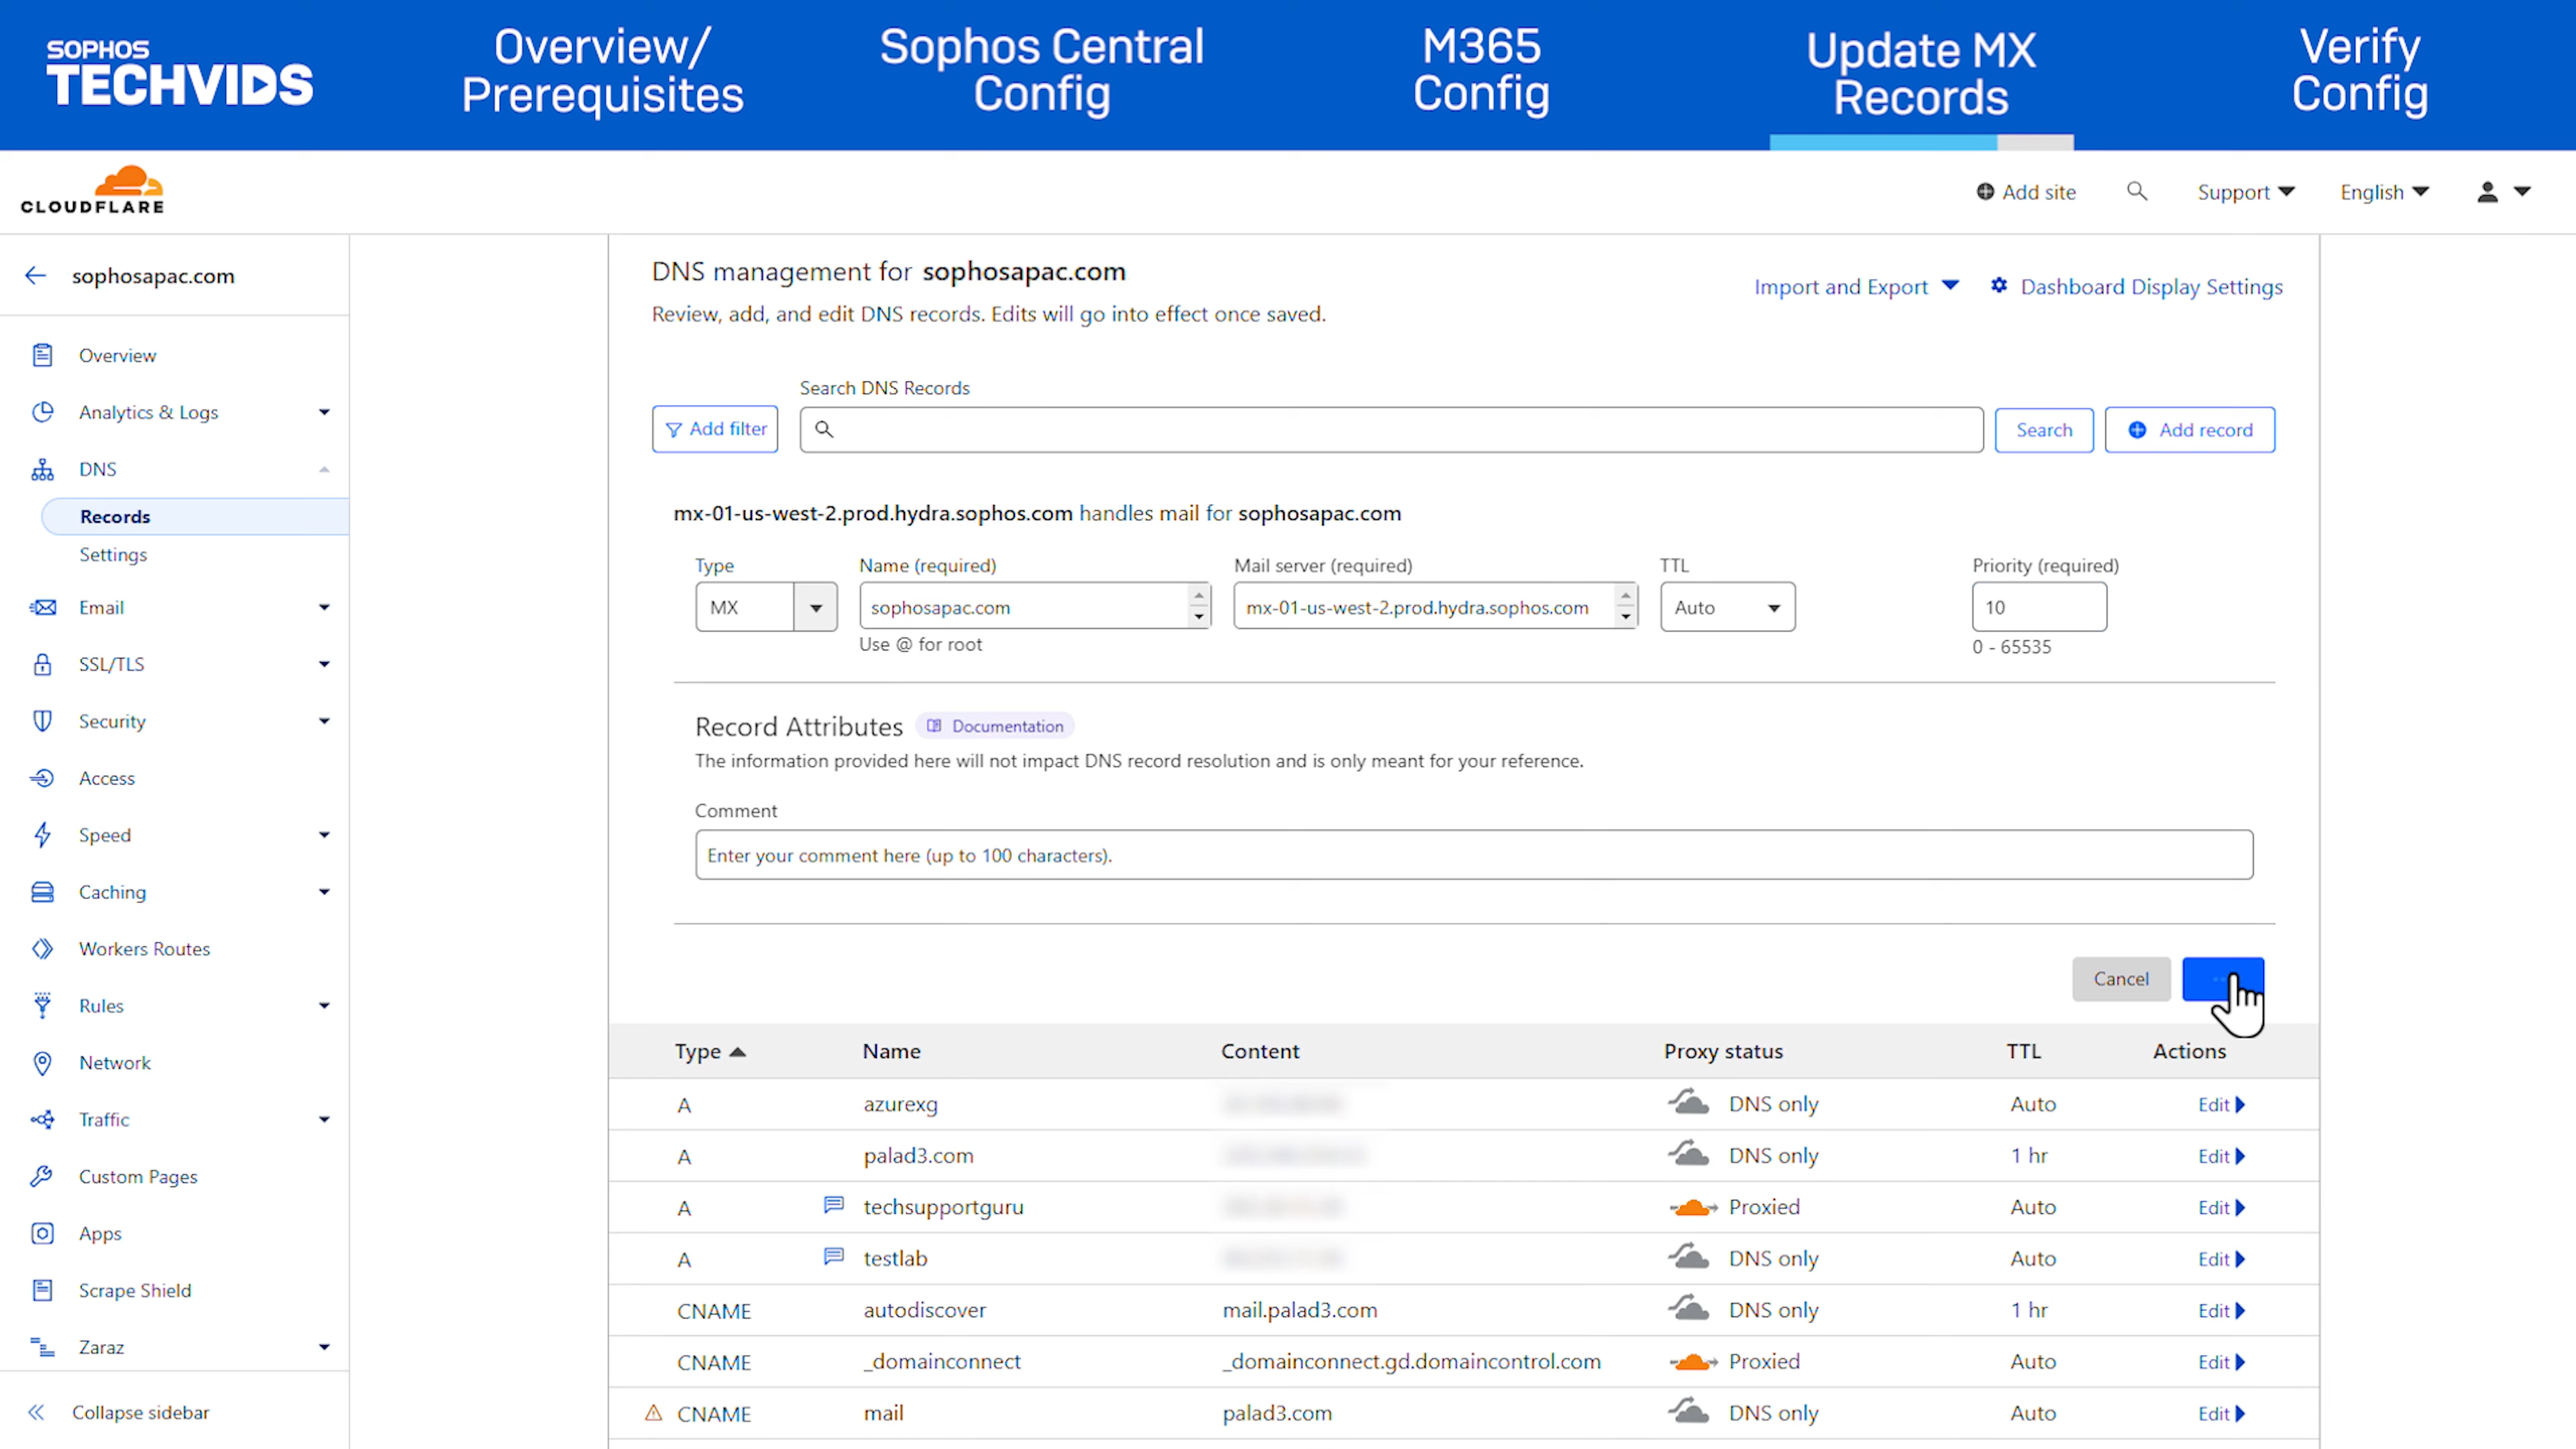 SOPHOS
TECHVIDS
Overview/
Prerequisites
Sophos Central
Config
M365
Config
Update MX
Records
Verify
Config
CLOUDFLARE
Add site
Support
English
sophosapac.com
Overview
Analytics & Logs
DNS
Records
Settings
Email
SSL/TLS
Security
Access
Speed
Caching
Workers Routes
Rules
Network
Traffic
Custom Pages
Apps
Scrape Shield
Zaraz
Collapse sidebar
DNS management for sophosapac.com
Review, add, and edit DNS records. Edits will go into effect once saved.
Import and Export
Dashboard Display Settings
Search DNS Records
Add filter
Search
Add record
mx-01-us-west-2.prod.hydra.sophos.com handles mail for sophosapac.com
Type
Name (required)
Mail server (required)
TTL
Priority (required)
MX
sophosapac.com
mx-01-us-west-2.prod.hydra.sophos.com
Auto
10
Use @ for root
0 - 65535
Record Attributes
Documentation
The information provided here will not impact DNS record resolution and is only meant for your reference.
Comment
Enter your comment here (up to 100 characters).
Cancel
Type Name Content Proxy status TTL Actions
A azurexg DNS only Auto Edit
A palad3.com DNS only 1 hr Edit
A techsupportguru Proxied Auto Edit
A testlab DNS only Auto Edit
CNAME autodiscover mail.palad3.com DNS only 1 hr Edit
CNAME _domainconnect _domainconnect.gd.domaincontrol.com Proxied Auto Edit
CNAME mail palad3.com DNS only Auto Edit